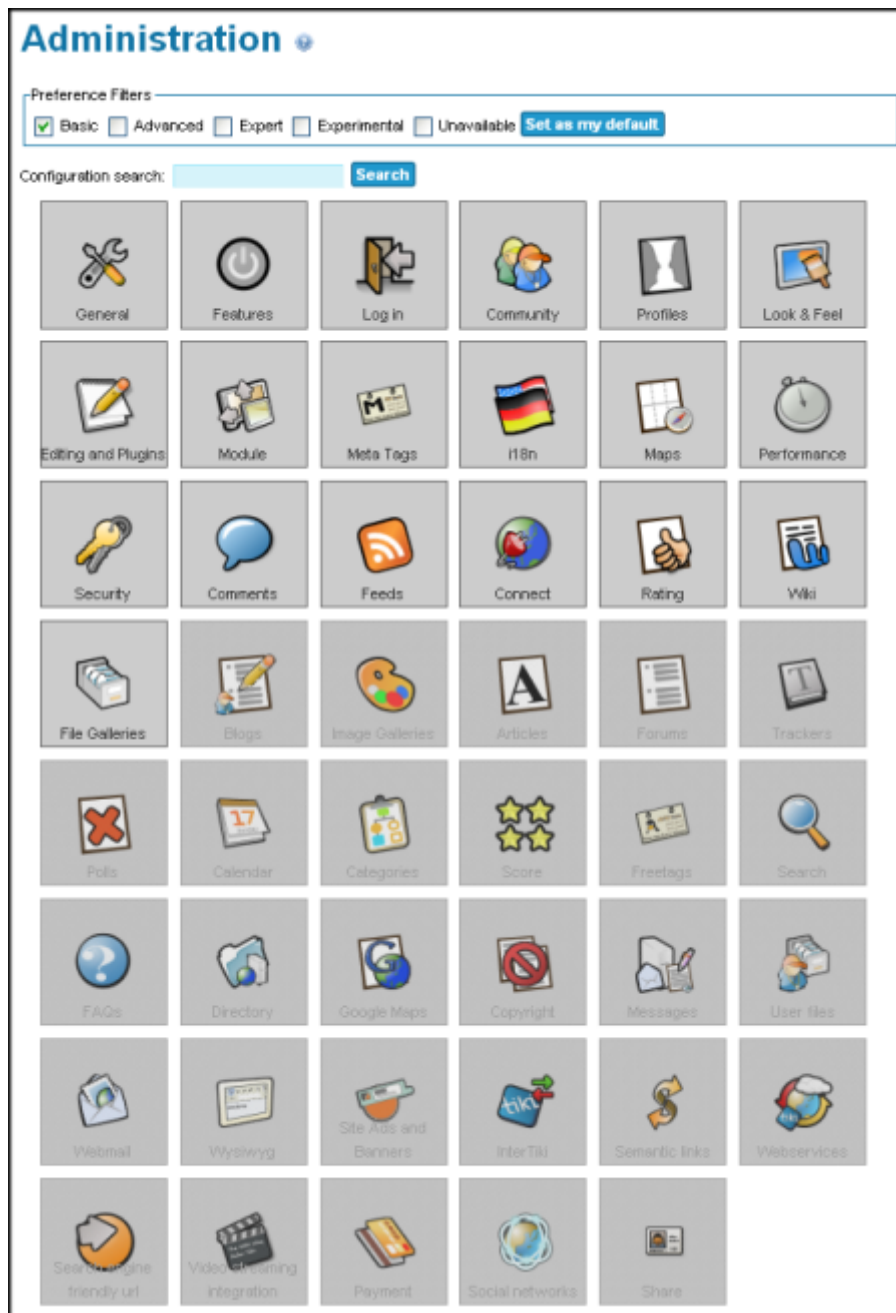 Administration
Preference Filters
Basic Advanced Expert Experimental Unavailable Set as my default
Configuration search: Search
General Features Log in Community Profiles Look & Feel
Editing and Plugins Module Meta Tags i18n Maps Performance
Security Comments Feeds Connect Rating Wiki
File Galleries Blogs Image Galleries Articles Forums Trackers
17
Polls Calendar Categories Score Freetags Search
FAQs Directory Google Maps Copyright Messages User files
tiki
Site Ads and
Webmail Wysiwyg Banners InterTiki Semantic links Webservices
Search engine Video streaming
friendly url integration Payment Social networks Share